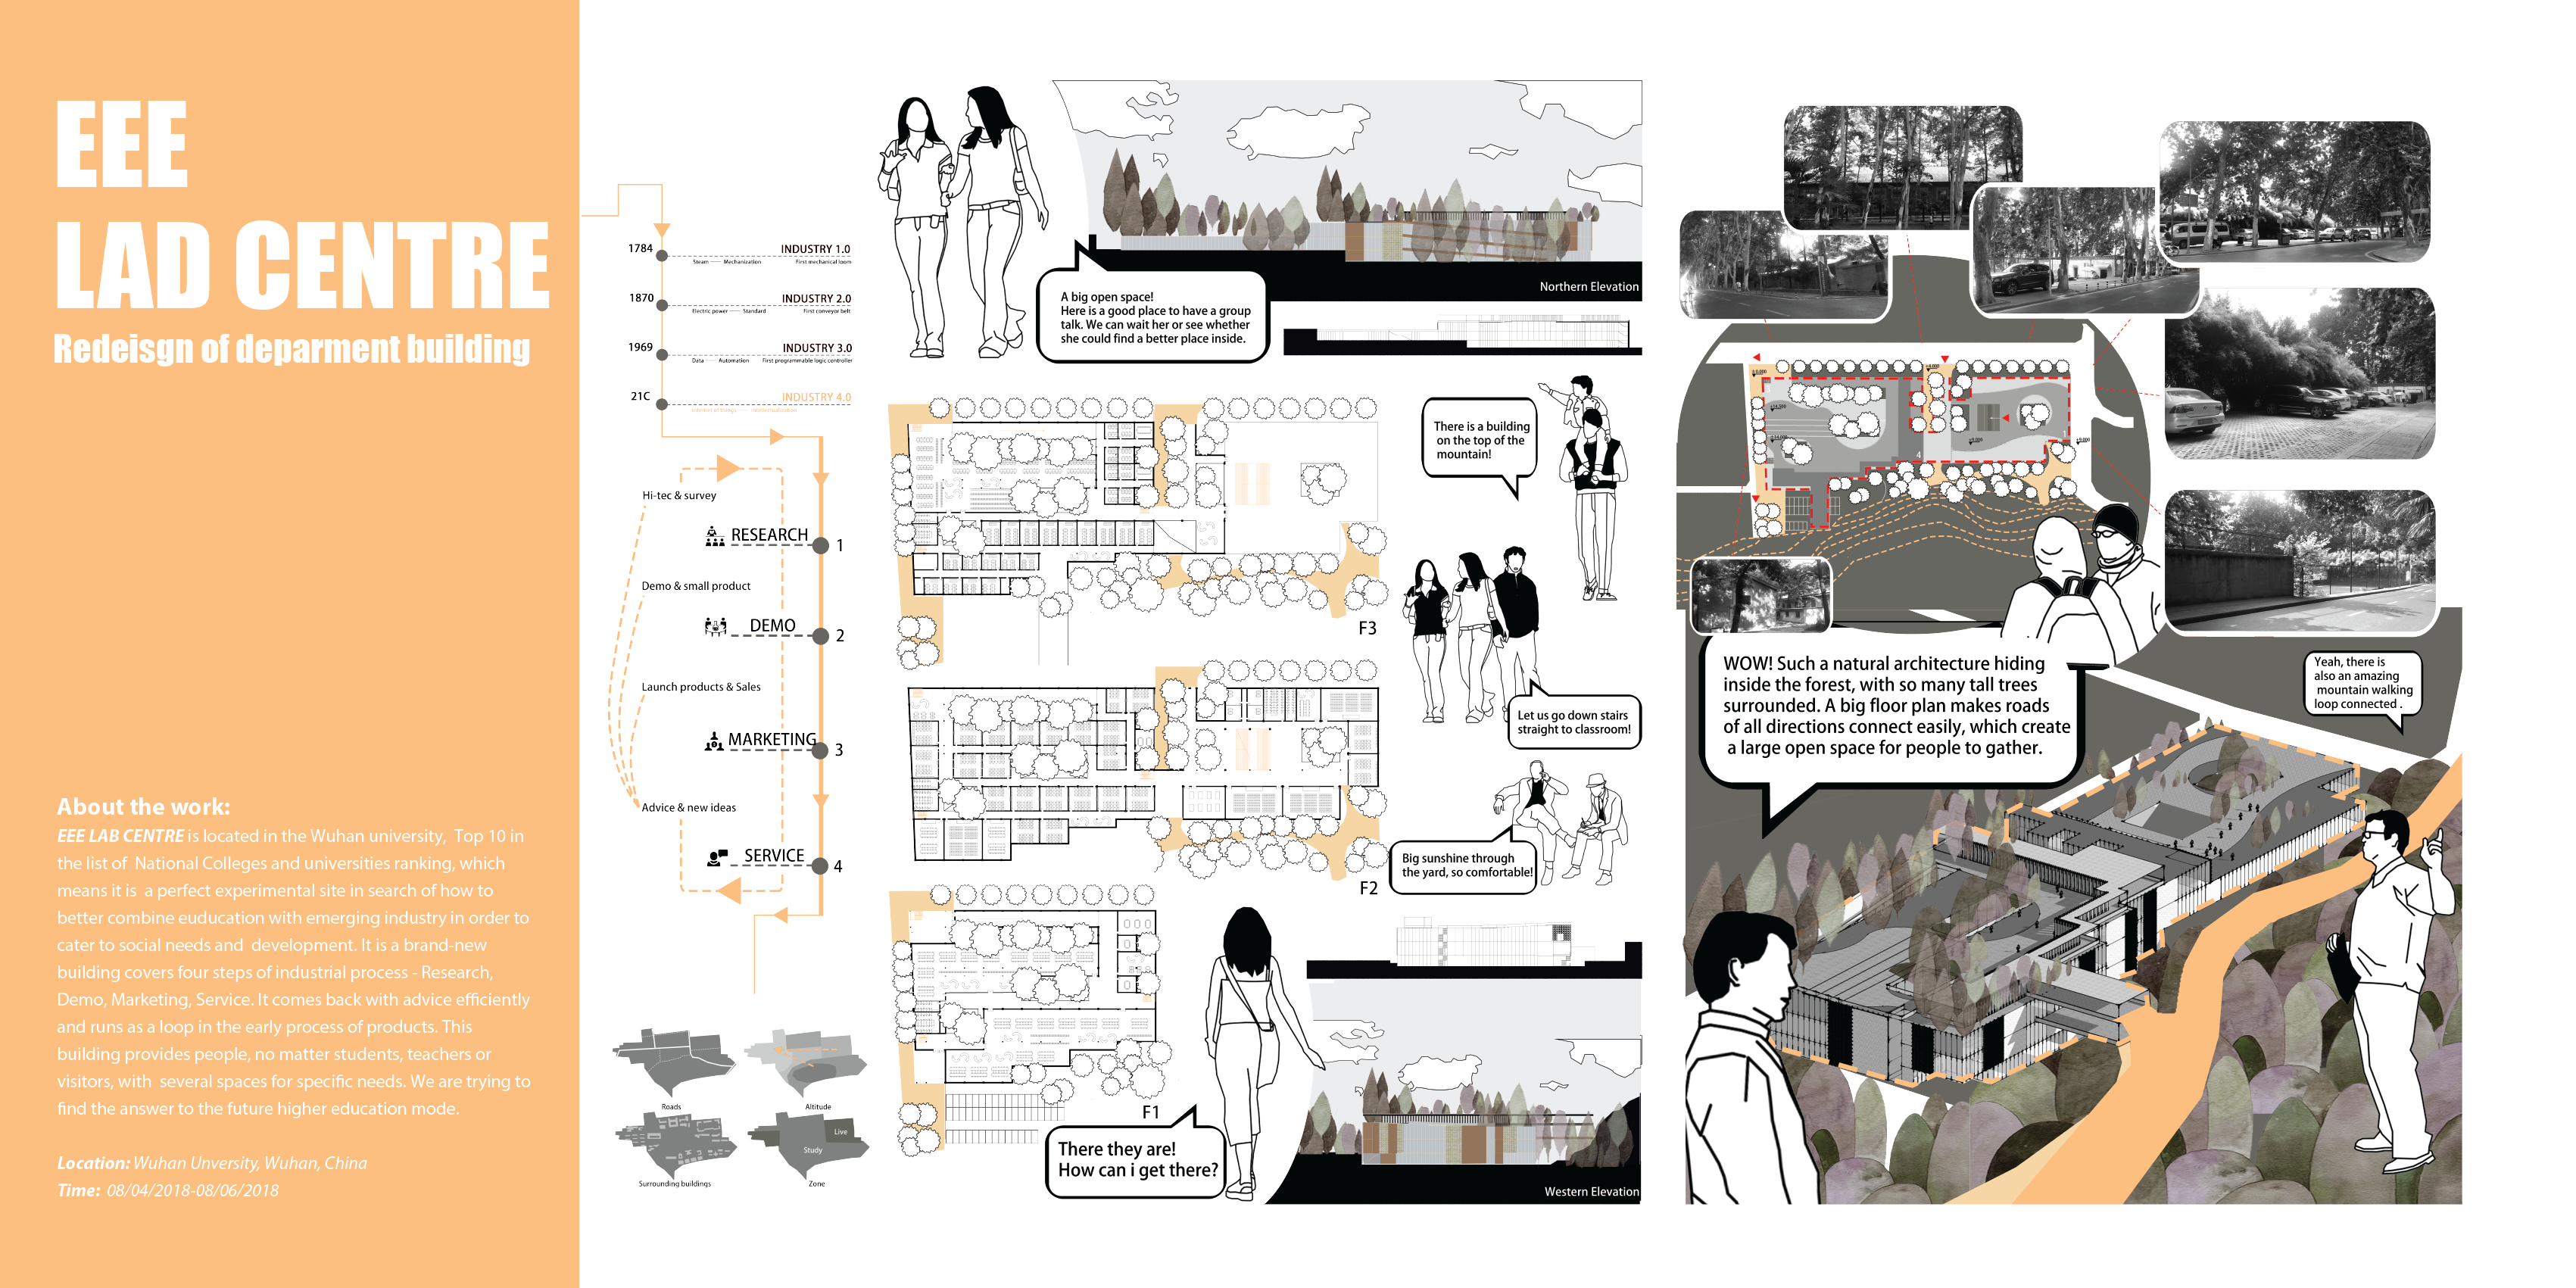 EEE
LAD CENTRE
Redeisgn of deparment building
About the work:
EEE LAB CENTRE is located in the Wuhan university, Top 10 in
the list of National Colleges and universities ranking, which
means it is a perfect experimental site in search of how to
better combine euducation with emerging industry in order to
cater to social needs and development. It is a brand-new
building covers four steps of industrial process - Research,
Demo, Marketing, Service. It comes back with advice efficiently
and runs as a loop in the early process of products. This
building provides people, no matter students, teachers or
visitors, with several spaces for specific needs. We are trying to
find the answer to the future higher education mode.
Location: Wuhan Unversity, Wuhan, China
Time: 08/04/2018-08/06/2018
1784 INDUSTRY 1.0
Steam — Mechanization First mechanical loom
1870 INDUSTRY 2.0
Electric power — Standard First conveyor belt
1969 INDUSTRY 3.0
Data — Automation First programmable logic controller
21C INDUSTRY 4.0
Internet of things — Intellectualization
Hi-tec & survey
RESEARCH 1
Demo & small product
DEMO 2
Launch products & Sales
MARKETING 3
Advice & new ideas
SERVICE 4
Roads
Altitude
Surrounding buildings
Live
Study
Zone
Northern Elevation
A big open space!
Here is a good place to have a group
talk. We can wait her or see whether
she could find a better place inside.
There is a building
on the top of the
mountain!
F3
Let us go down stairs
straight to classroom!
Big sunshine through
the yard, so comfortable!
F2
F1
There they are!
How can i get there?
Western Elevation
4
WOW! Such a natural architecture hiding
inside the forest, with so many tall trees
surrounded. A big floor plan makes roads
of all directions connect easily, which create
a large open space for people to gather.
Yeah, there is
also an amazing
mountain walking
loop connected .